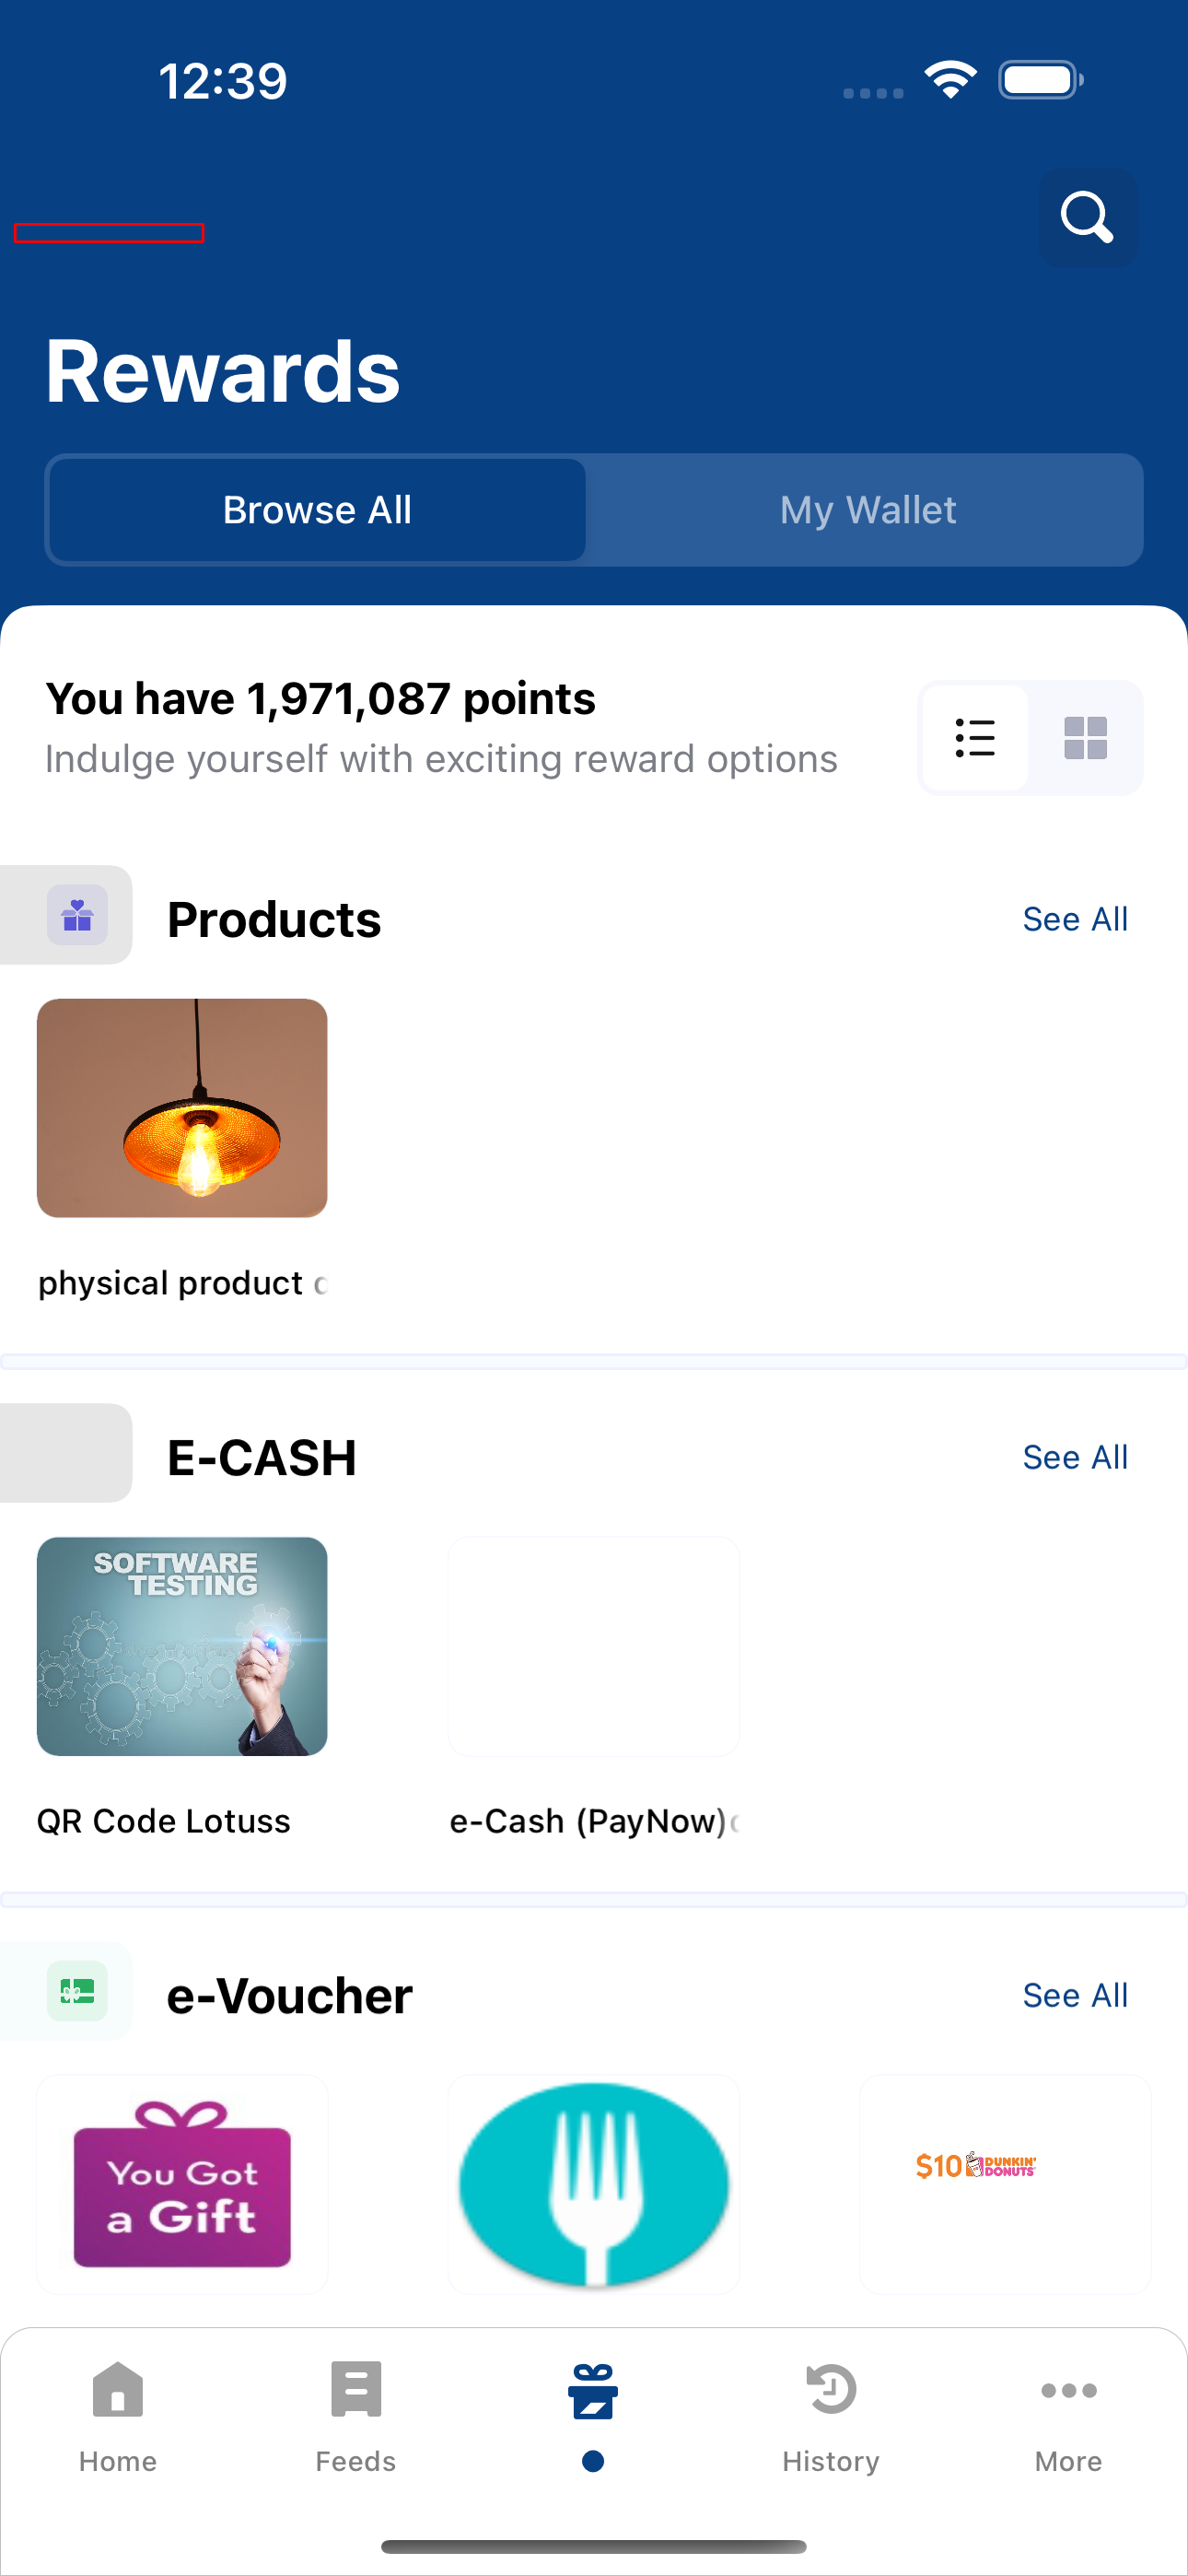 12:39
Rewards
Browse All
My Wallet
You have 1,971,087 points
Indulge yourself with exciting reward options
Products
See All
physical product
E-CASH
See All
SOFTWARE
TESTING
QR Code Lotuss
e-Cash (PayNow)
e-Voucher
See All
You Got
a Gift
$10 DUNKIN'
DONUTS
Home
Feeds
History
More